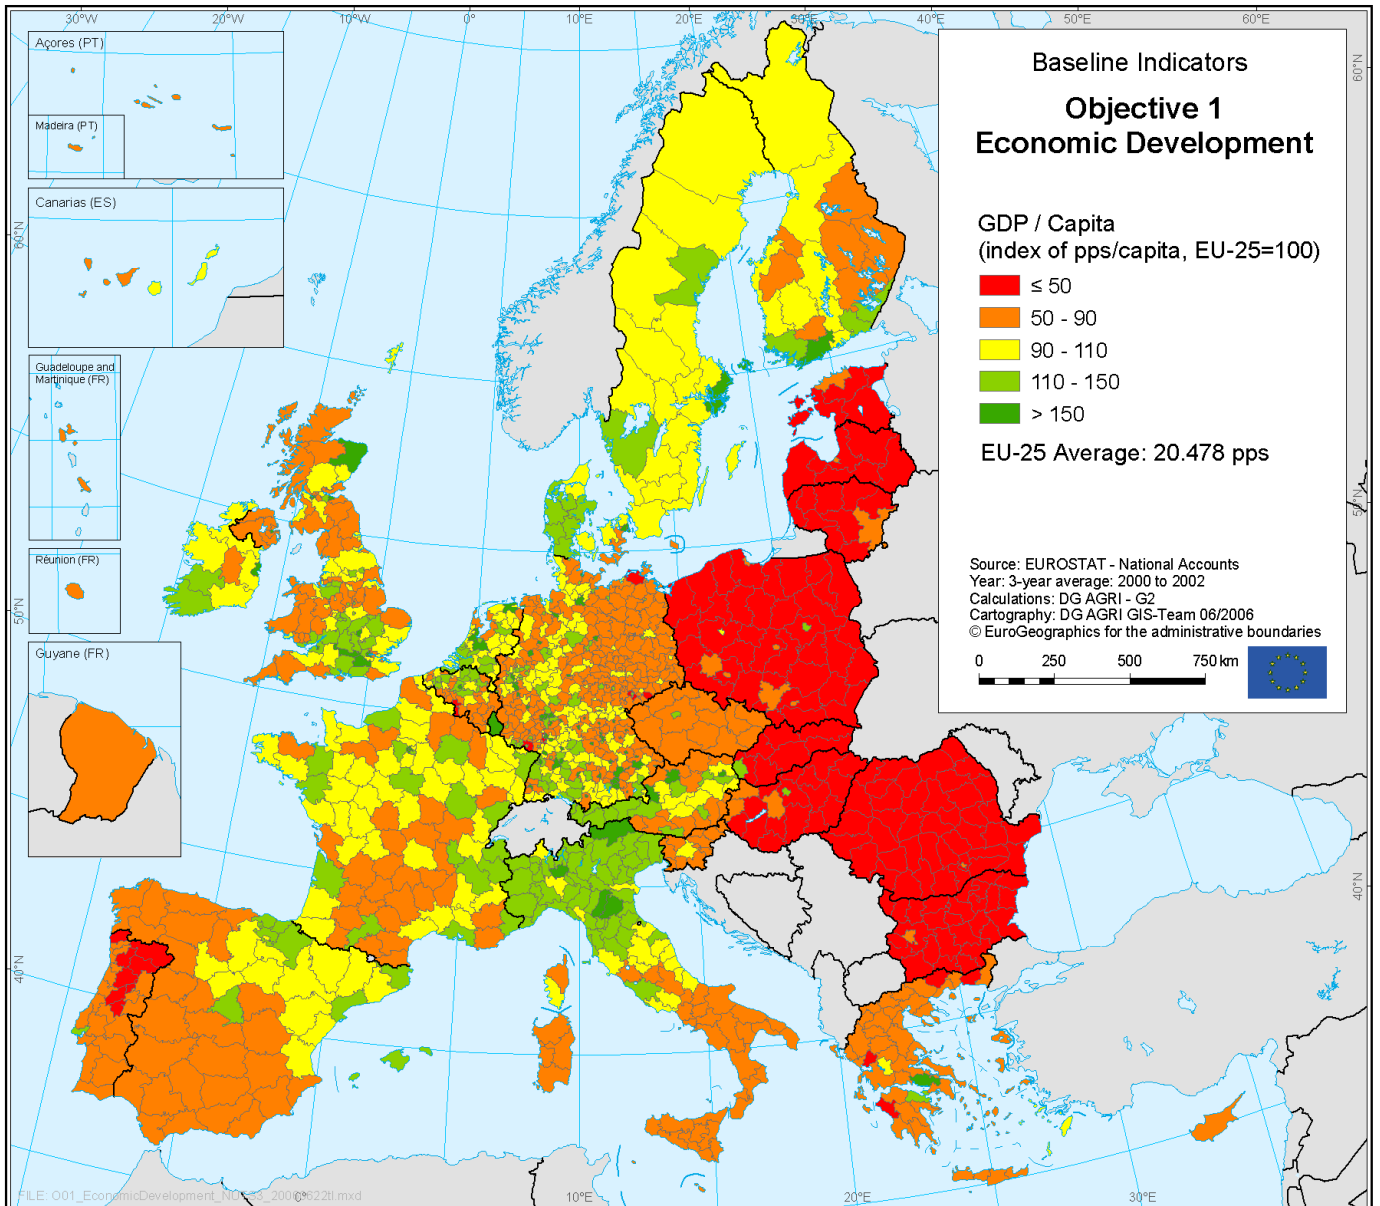 30°W
20°W
10°W
0°
10°E
20°E
30°E
40°E
50°E
60°E
Açores (PT)
Madeira (PT)
Canarias (ES)
Guadeloupe and
Martinique (FR)
Réunion (FR)
Guyane (FR)
60°N
50°N
40°N
Baseline Indicators
Objective 1
Economic Development
GDP / Capita
(index of pps/capita, EU-25=100)
≤ 50
50 - 90
90 - 110
110 - 150
> 150
EU-25 Average: 20.478 pps
Source: EUROSTAT - National Accounts
Year: 3-year average: 2000 to 2002
Calculations: DG AGRI - G2
Cartography: DG AGRI GIS-Team 06/2006
© EuroGeographics for the administrative boundaries
0 250 500 750 km
60°N
50°N
40°N
0°
10°E
20°E
30°E